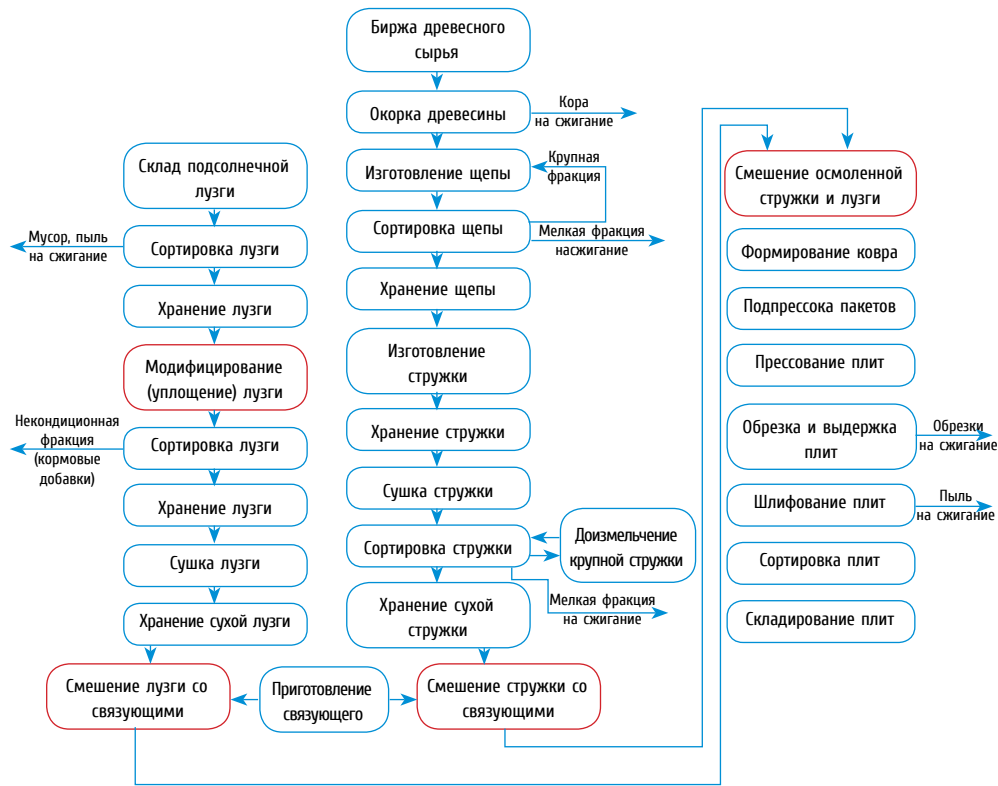 Биржа древесного
сырья
Окорка древесины
Кора
на сжигание
Изготовление щепы
Крупная
фракция
Сортировка щепы
Мелкая фракция
насжигание
Хранение щепы
Изготовление
стружки
Хранение стружки
Сушка стружки
Сортировка стружки
Доизмельчение
крупной стружки
Мелкая фракция
на сжигание
Хранение сухой
стружки
Смешение стружки со
связующими
Склад подсолнечной
лузги
Сортировка лузги
Мусор, пыль
на сжигание
Хранение лузги
Модифицирование
(уплощение) лузги
Некондиционная
фракция
(кормовые
добавки)
Сортировка лузги
Хранение лузги
Сушка лузги
Хранение сухой лузги
Смешение лузги со
связующими
Приготовление
связующего
Смешение осмоленной
стружки и лузги
Формирование ковра
Подпрессока пакетов
Прессование плит
Обрезка и выдержка
плит
Обрезки
на сжигание
Шлифование плит
Пыль
на сжигание
Сортировка плит
Складирование плит